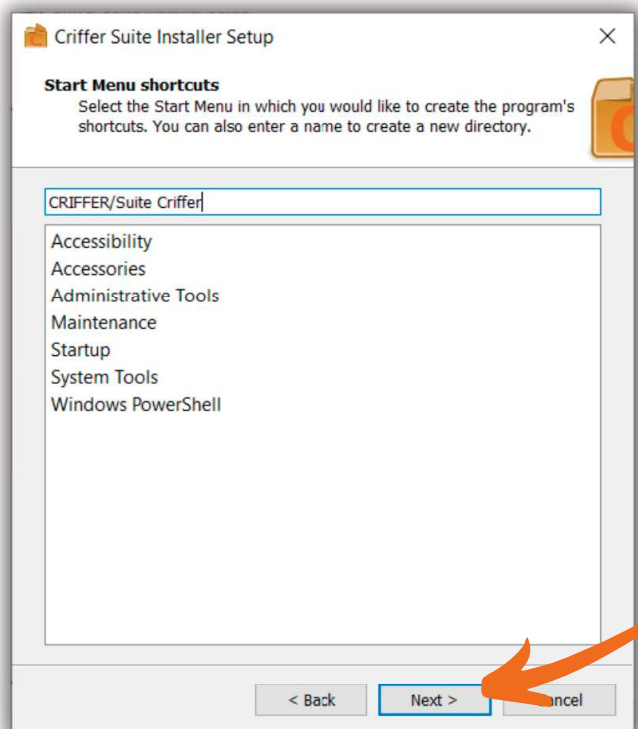 Criffer Suite Installer Setup
Start Menu shortcuts
Select the Start Menu in which you would like to create the program's
shortcuts. You can also enter a name to create a new directory.
CRIFFER/Suite Criffer
Accessibility
Accessories
Administrative Tools
Maintenance
Startup
System Tools
Windows PowerShell
< Back
Next >